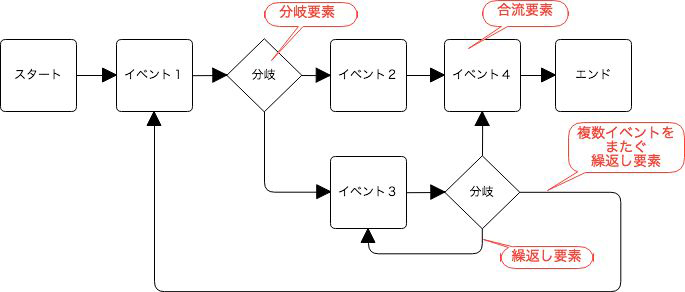 分岐要素
合流要素
スタート
イベント1
分岐
イベント2
イベント4
エンド
複数イベントを
またぐ
繰返し要素
イベント3
分岐
繰返し要素